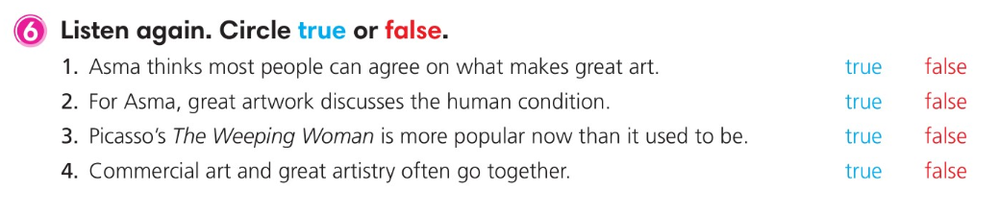 6 Listen again. Circle true or false.
1. Asma thinks most people can agree on what makes great art. true false
2. For Asma, great artwork discusses the human condition. true false
3. Picasso's The Weeping Woman is more popular now than it used to be. true false
4. Commercial art and great artistry often go together. true false